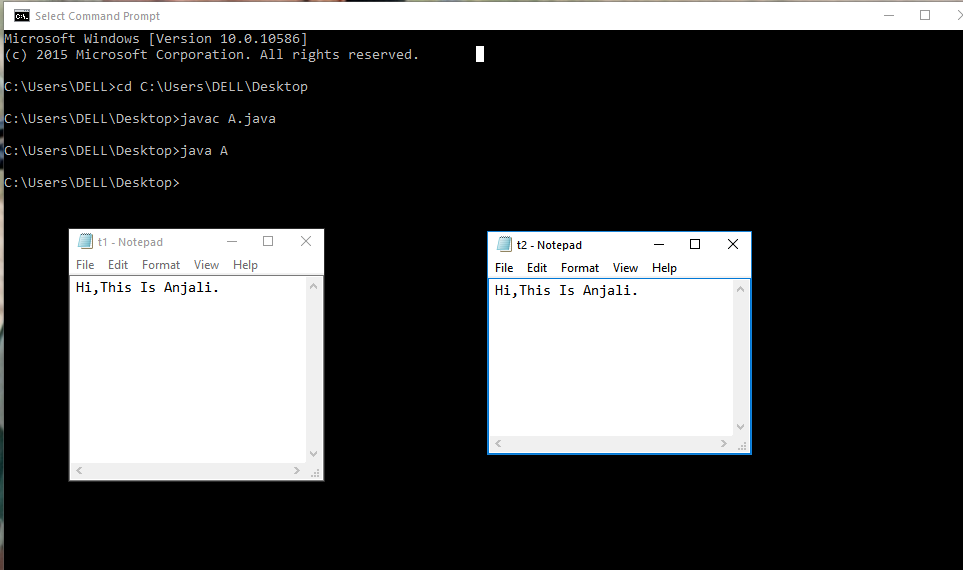 Select Command Prompt
Microsoft Windows [Version 10.0.10586]
(c) 2015 Microsoft Corporation. All rights reserved.
C:\Users\DELL>cd C:\Users\DELL\Desktop
C:\Users\DELL\Desktop>javac A.java
C:\Users\DELL\Desktop>java A
C:\Users\DELL\Desktop>
t1 - Notepad
File Edit Format View Help
Hi,This Is Anjali.
t2 - Notepad
File Edit Format View Help
Hi,This Is Anjali.